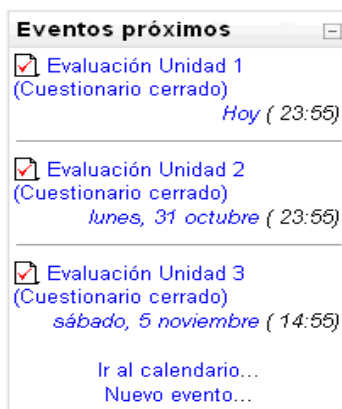 Eventos próximos
Evaluación Unidad 1
(Cuestionario cerrado)
Hoy ( 23:55)
Evaluación Unidad 2
(Cuestionario cerrado)
lunes, 31 octubre ( 23:55)
Evaluación Unidad 3
(Cuestionario cerrado)
sábado, 5 noviembre ( 14:55)
Ir al calendario...
Nuevo evento...